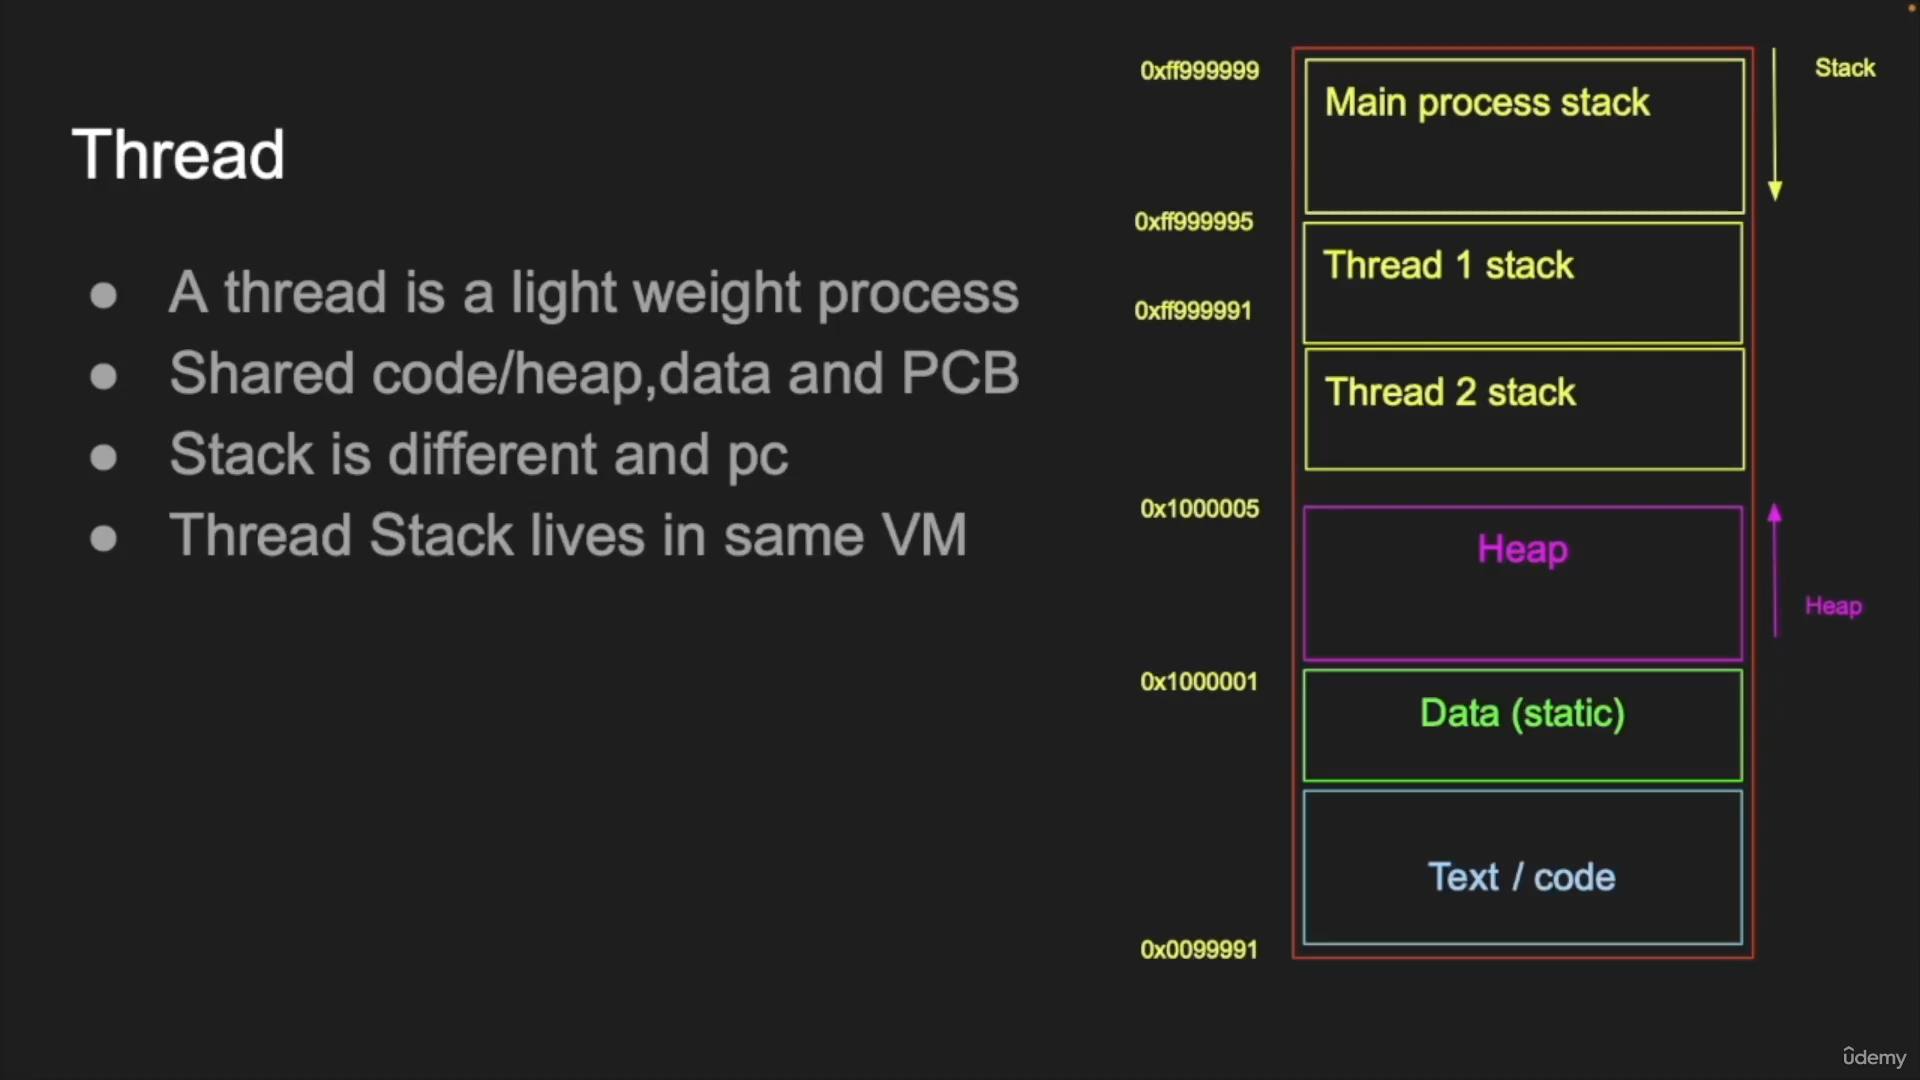 Thread
A thread is a light weight process
Shared code/heap,data and PCB
Stack is different and pc
Thread Stack lives in same VM
0xff999999
Main process stack
Stack
0xff999995
Thread 1 stack
0xff999991
Thread 2 stack
0x1000005
Heap
Heap
0x1000001
Data (static)
Text / code
0x0099991
ûdemy